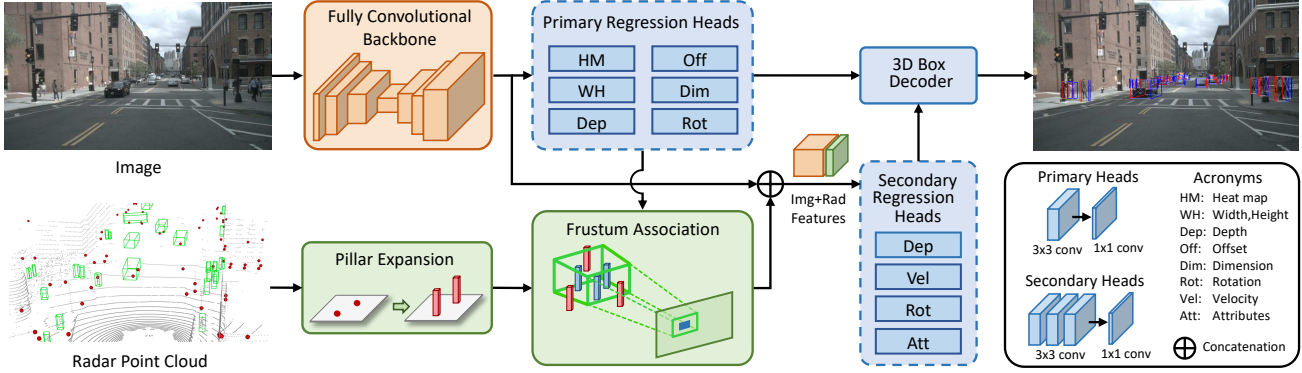 Fully Convolutional
Backbone
Primary Regression Heads
HM
Off
WH
Dim
Dep
Rot
3D Box
Decoder
Image
Img+Rad
Features
Secondary
Regression
Heads
Dep
Vel
Rot
Att
Pillar Expansion
Frustum Association
Radar Point Cloud
Primary Heads
3x3 conv
1x1 conv
Secondary Heads
3x3 conv
1x1 conv
Acronyms
HM: Heat map
WH: Width,Height
Dep: Depth
Off: Offset
Dim: Dimension
Rot: Rotation
Vel: Velocity
Att: Attributes
Concatenation